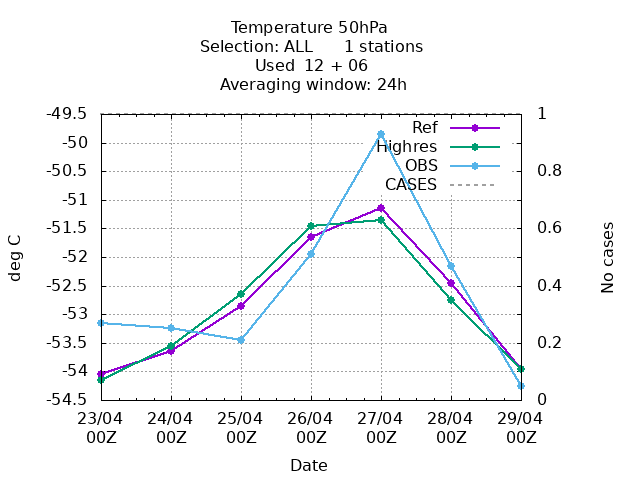 Temperature 50hPa
Selection: ALL      1 stations
Used  12 + 06
Averaging window: 24h
-49.5
-50
-50.5
-51
-51.5
-52
-52.5
-53
-53.5
-54
-54.5
deg C
1
0.8
0.6
0.4
0.2
0
No cases
Ref
Highres
OBS
CASES
23/04 24/04 25/04 26/04 27/04 28/04 29/04
00Z 00Z 00Z 00Z 00Z 00Z 00Z
Date